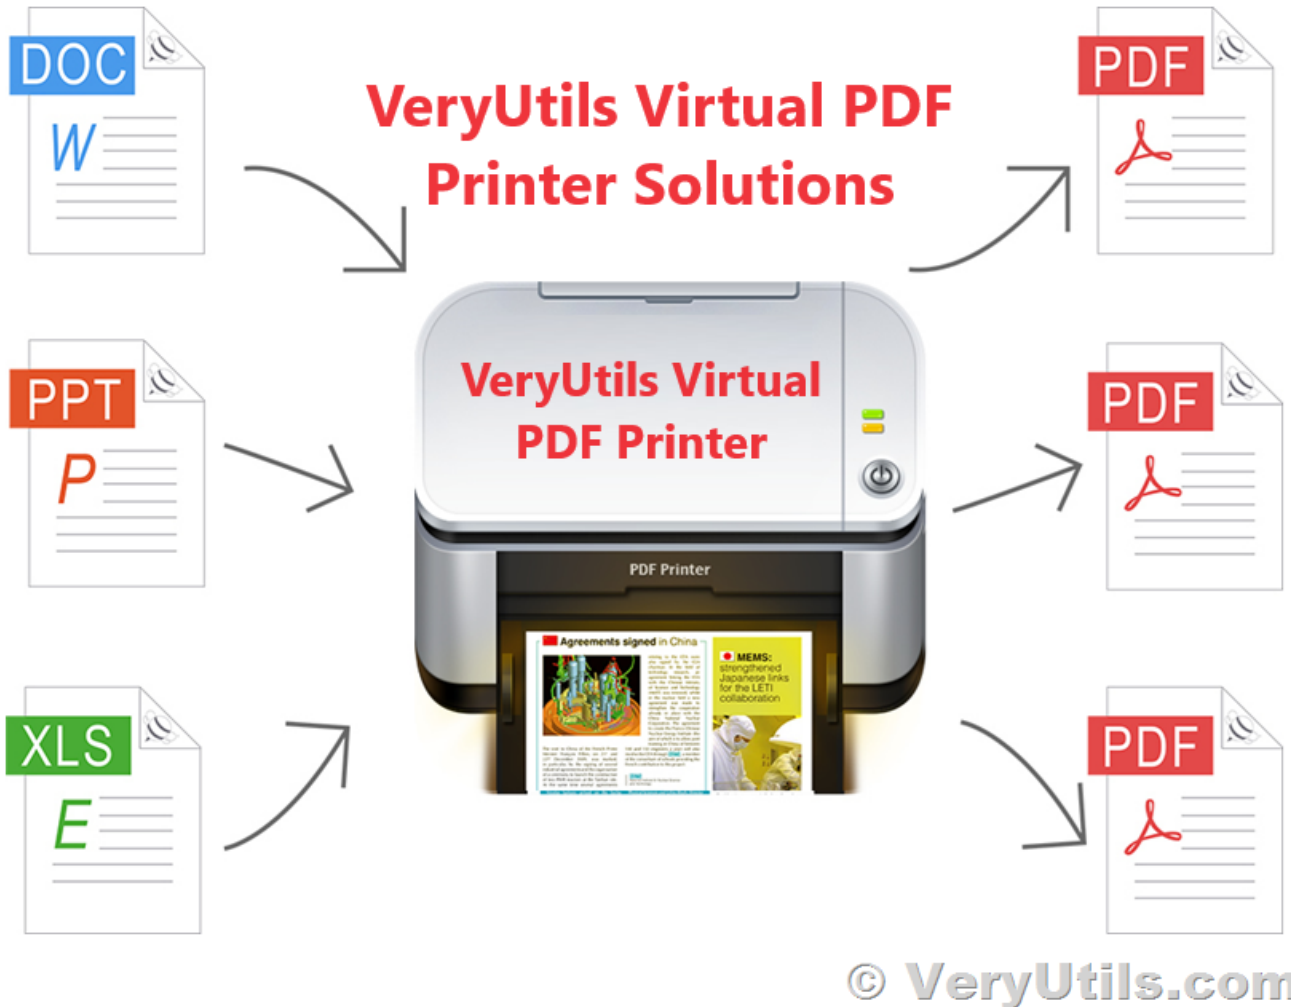 DOC
W
VeryUtils Virtual PDF
Printer Solutions
PDF
PPT
P
VeryUtils Virtual
PDF Printer
PDF
PDF Printer
Agreements signed in China
MEMS:
strengthened
Japanese links
for the LETI
collaboration
XLS
E
PDF
© VeryUtils.com